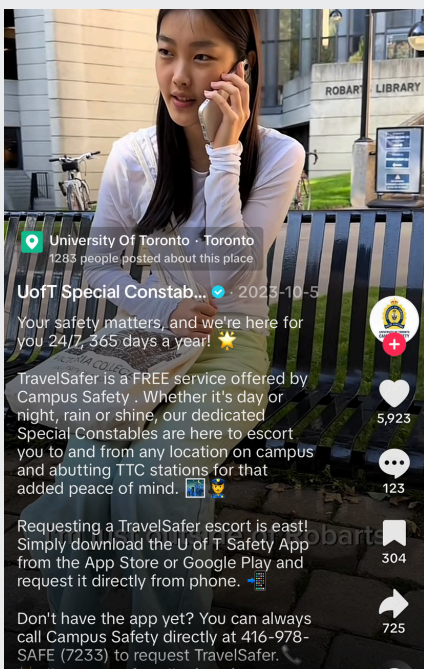 ROBARTS LIBRARY
University Of Toronto · Toronto
1283 people posted about this place
UofT Special Constab... · 2023-10-5
Your safety matters, and we're here for
you 24/7, 365 days a year! 🌟
TravelSafer is a FREE service offered by
Campus Safety . Whether it's day or
night, rain or shine, our dedicated
Special Constables are here to escort
you to and from any location on campus
and abutting TTC stations for that
added peace of mind. 🌃👮
Requesting a TravelSafer escort is east!
Simply download the U of T Safety App
from the App Store or Google Play and
request it directly from phone. 📲
Don't have the app yet? You can always
call Campus Safety directly at 416-978-
SAFE (7233) to request TravelSafer.
5,923
123
304
725
outside of Robarts